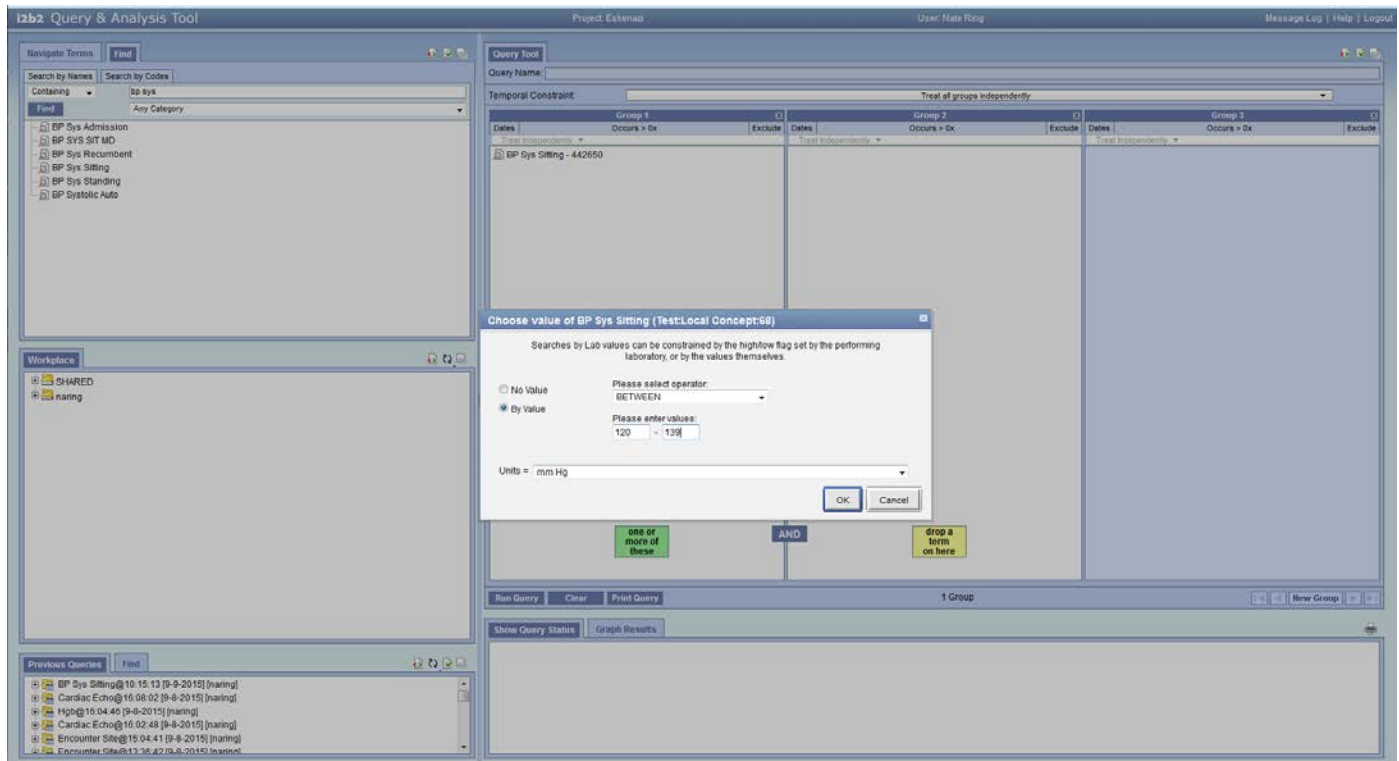 i2b2 Query & Analysis Tool
Project: Eskenazi
User: Nate Ring
Message Log | Help | Logout
Navigate Terms
Find
Search by Names
Search by Codes
Containing
bp sys
Find
Any Category
BP Sys Admission
BP SYS SIT MD
BP Sys Recumbent
BP Sys Sitting
BP Sys Standing
BP Systolic Auto
Workplace
SHARED
naring
Previous Queries
Find
BP Sys Sitting@10:15:13 [9-9-2015] [naring]
Cardiac Echo@16:08:02 [9-8-2015] [naring]
Hgb@16:04:46 [9-8-2015] [naring]
Cardiac Echo@16:02:48 [9-8-2015] [naring]
Encounter Site@15:04:41 [9-8-2015] [naring]
Encounter Site@13:36:42 [9-8-2015] [naring]
Query Tool
Query Name:
Temporal Constraint:
Treat all groups independently
Group 1
Dates
Occurs > 0x
Exclude
Treat Independently
BP Sys Sitting - 442650
Group 2
Dates
Occurs > 0x
Exclude
Treat Independently
Group 3
Dates
Occurs > 0x
Exclude
Treat Independently
Choose value of BP Sys Sitting (Test:Local Concept:68)
Searches by Lab values can be constrained by the high/low flag set by the performing
laboratory, or by the values themselves.
No Value
By Value
Please select operator:
BETWEEN
Please enter values:
120 - 139
Units = mm Hg
OK
Cancel
one or
more of
these
AND
drop a
term
on here
Run Query
Clear
Print Query
1 Group
New Group
Show Query Status
Graph Results